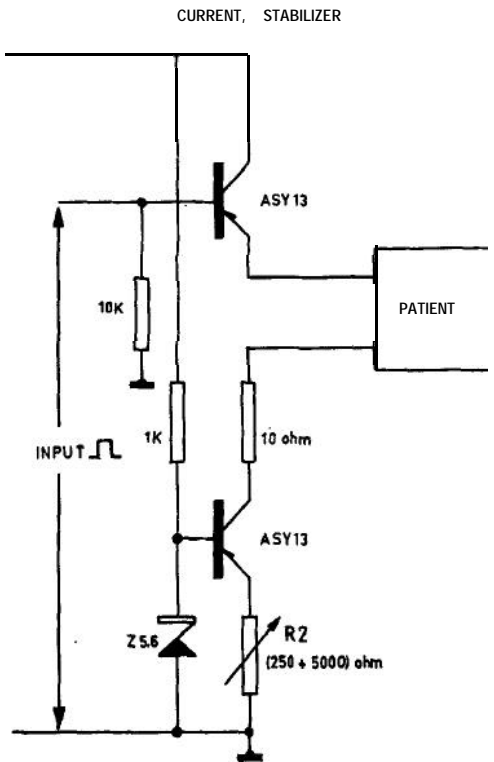 CURRENT, STABILIZER
ASY13
10K
PATIENT
1K
10 ohm
INPUT
ASY13
Z5.6
R2
(250 + 5000) ohm